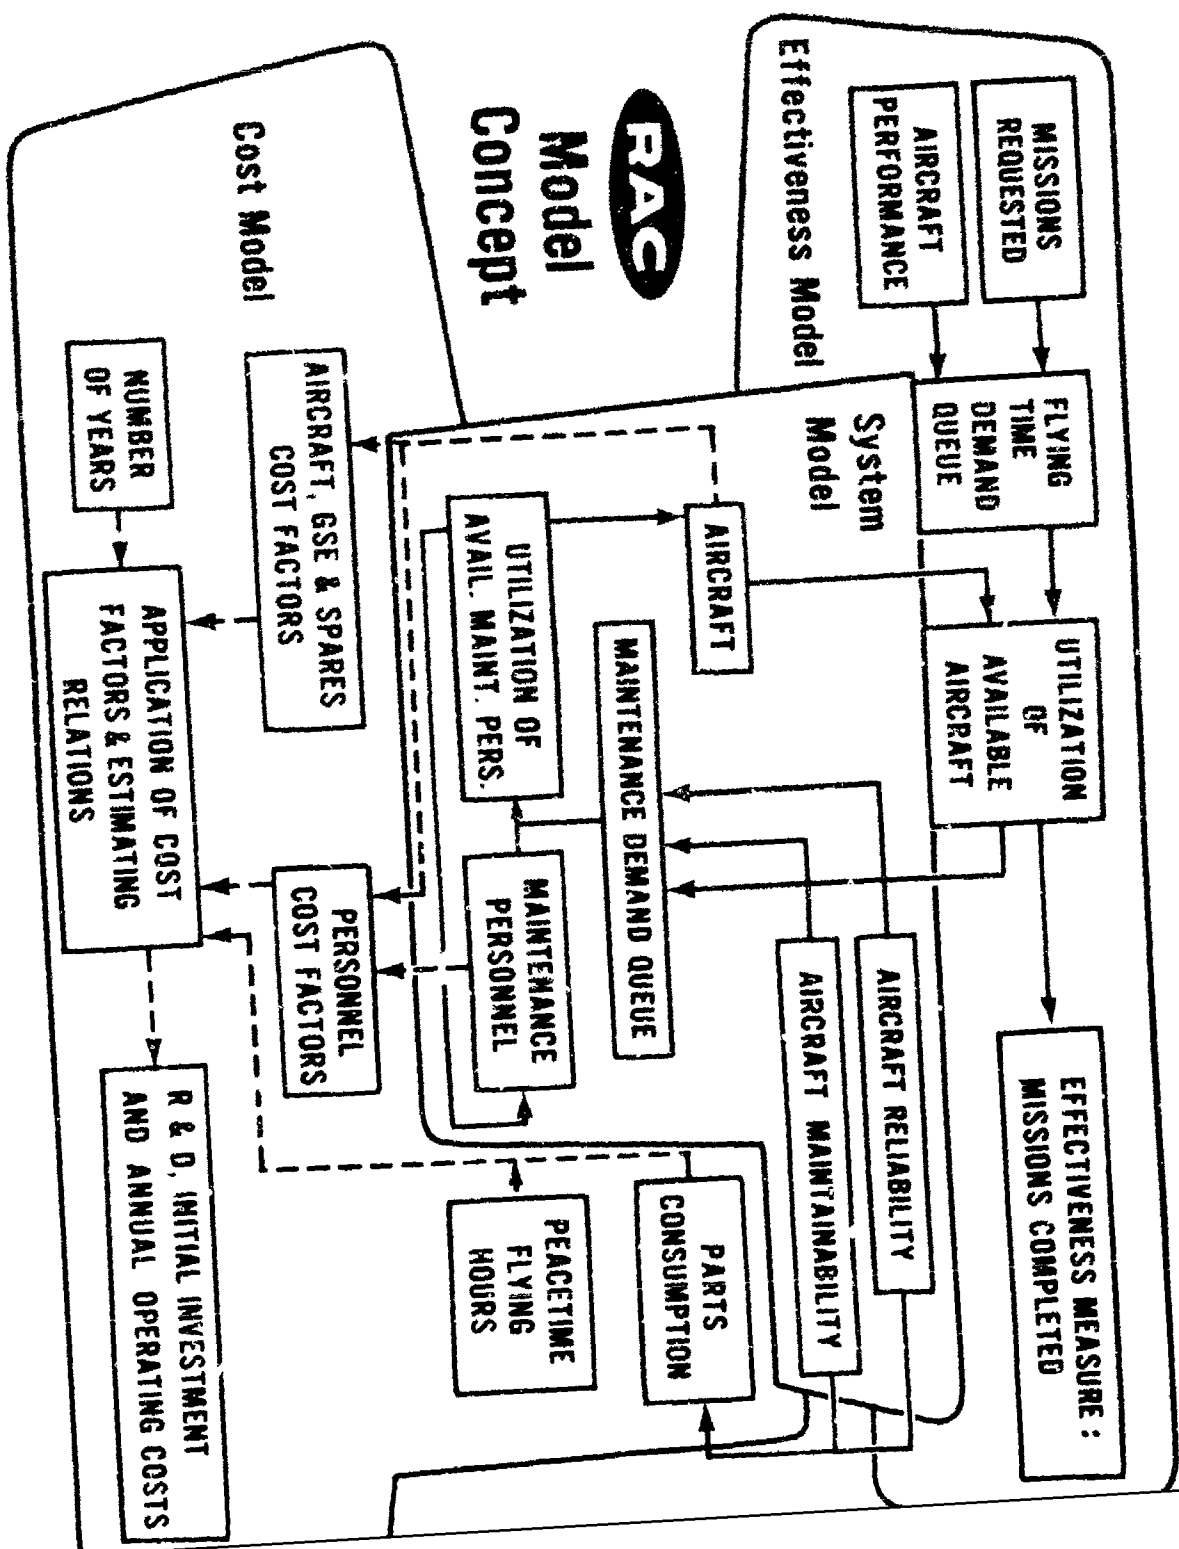 RAC
Model
Concept
Effectiveness Model
MISSIONS
REQUESTED
AIRCRAFT
PERFORMANCE
FLYING
TIME
DEMAND
QUEUE
UTILIZATION
OF
AVAILABLE
AIRCRAFT
EFFECTIVENESS MEASURE :
MISSIONS COMPLETED
System
Model
AIRCRAFT
AIRCRAFT RELIABILITY
AIRCRAFT MAINTAINABILITY
MAINTENANCE DEMAND QUEUE
UTILIZATION OF
AVAIL. MAINT. PERS.
MAINTENANCE
PERSONNEL
PARTS
CONSUMPTION
PEACETIME
FLYING
HOURS
Cost Model
AIRCRAFT, GSE & SPARES
COST FACTORS
PERSONNEL
COST FACTORS
NUMBER
OF YEARS
APPLICATION OF COST
FACTORS & ESTIMATING
RELATIONS
R & D, INITIAL INVESTMENT
AND ANNUAL OPERATING COSTS